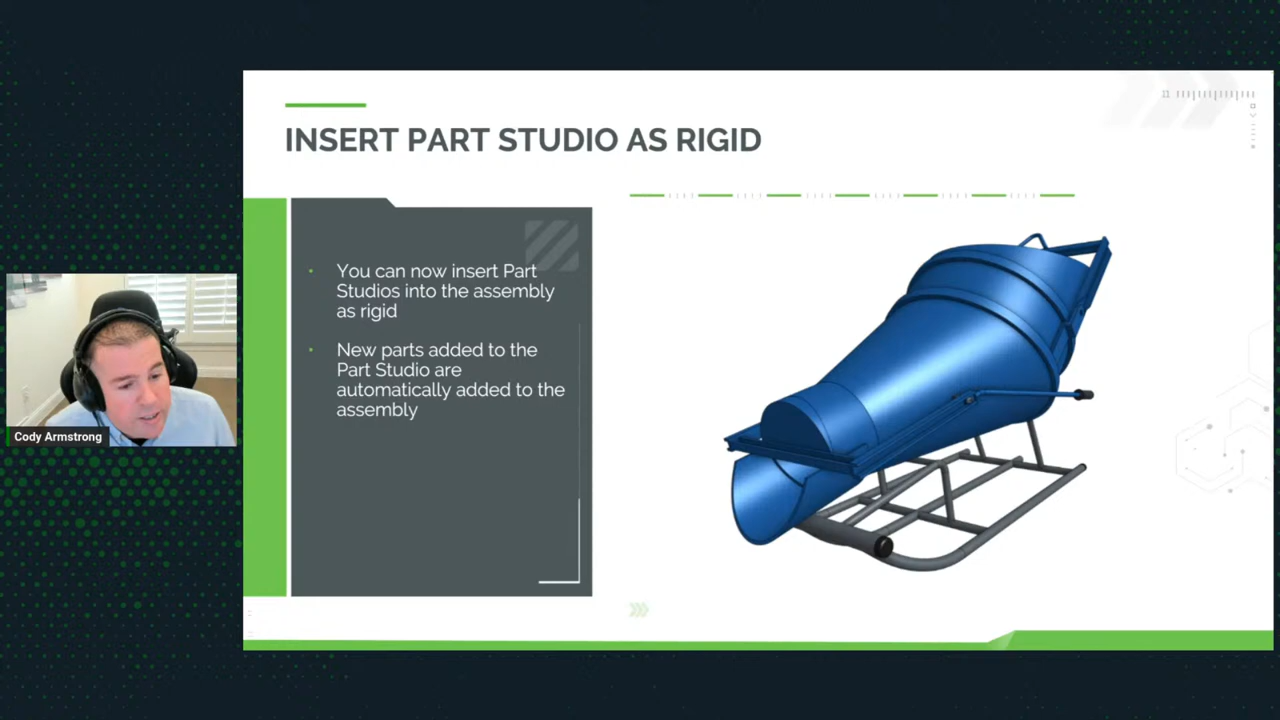 INSERT PART STUDIO AS RIGID
• You can now insert Part
Studios into the assembly
as rigid
• New parts added to the
Part Studio are
automatically added to the
assembly
Cody Armstrong